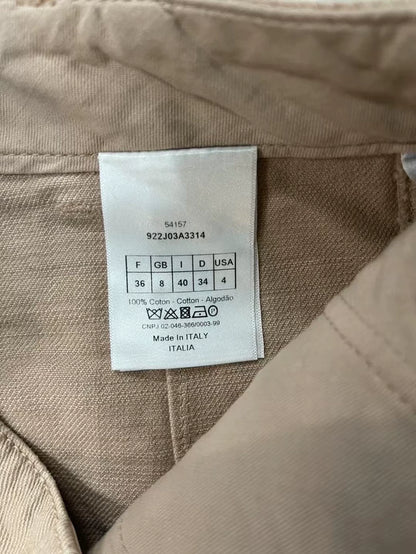 54157
922J03A3314
F GB I D USA
36 8 40 34 4
100% Coton - Cotton - Algodão
CNPJ 02-046-366/0003-99
Made In ITALY
ITALIA